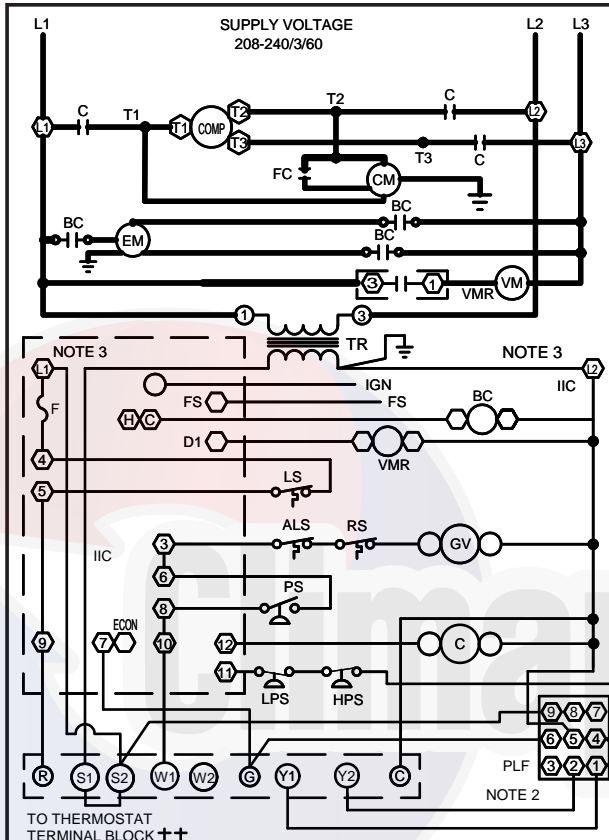 L1 SUPPLY VOLTAGE L2 L3
208-240/3/60
C T1 T1 COMP T2 T2 C L2
L1
T3 T3 C L3
FC CM
BC BC
EM BC
3 1 VMR VM
1 3
TR
NOTE 3 NOTE 3
L1 IGN L2
IIC
F FS FS BC
H C
D1 VMR
4
LS
5
ALS RS
IIC 3 GV
6
PS
8
ECON
9 7 10 12 C
11
LPS HPS
9 8 7
6 5 4
R S1 S2 W1 W2 G Y1 Y2 C PLF 3 2 1
NOTE 2
TO THERMOSTAT
TERMINAL BLOCK ++